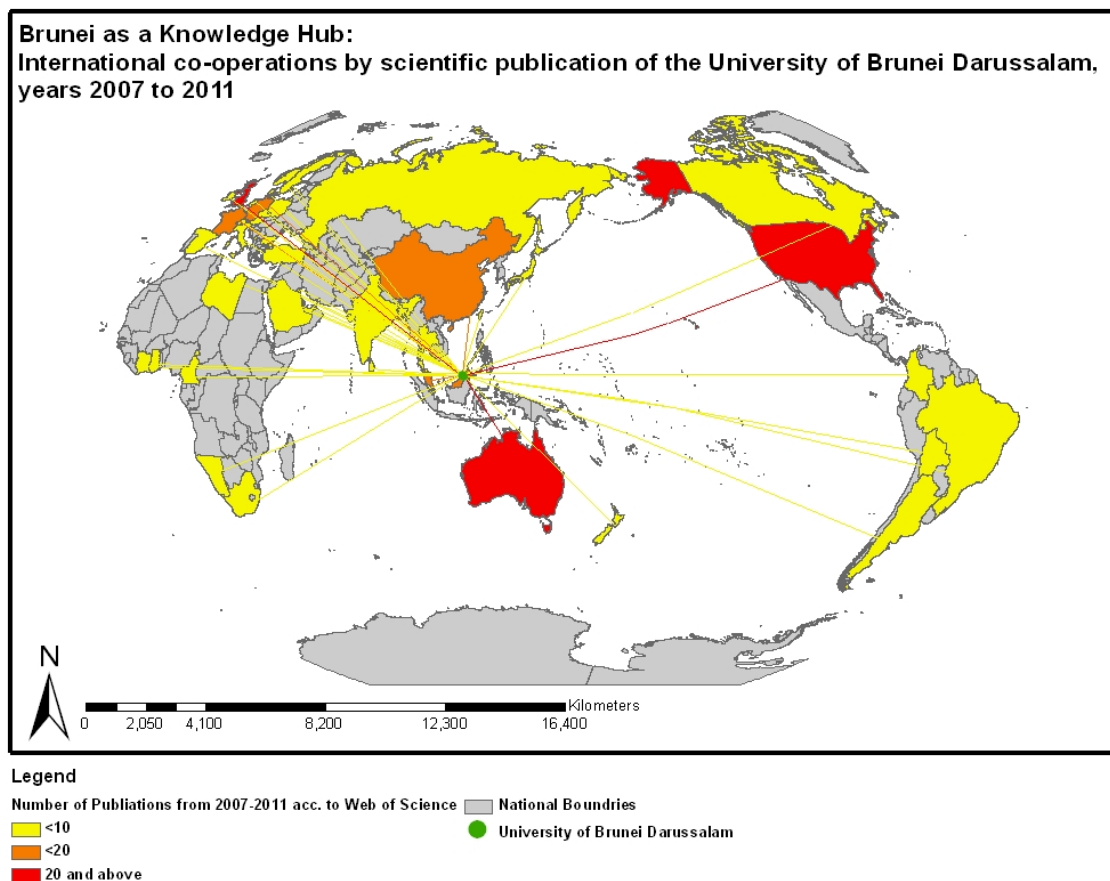 Brunei as a Knowledge Hub:
International co-operations by scientific publication of the University of Brunei Darussalam,
years 2007 to 2011
N
Kilometers
0 2,050 4,100 8,200 12,300 16,400
Legend
Number of Publiations from 2007-2011 acc. to Web of Science
<10
<20
20 and above
National Boundries
University of Brunei Darussalam